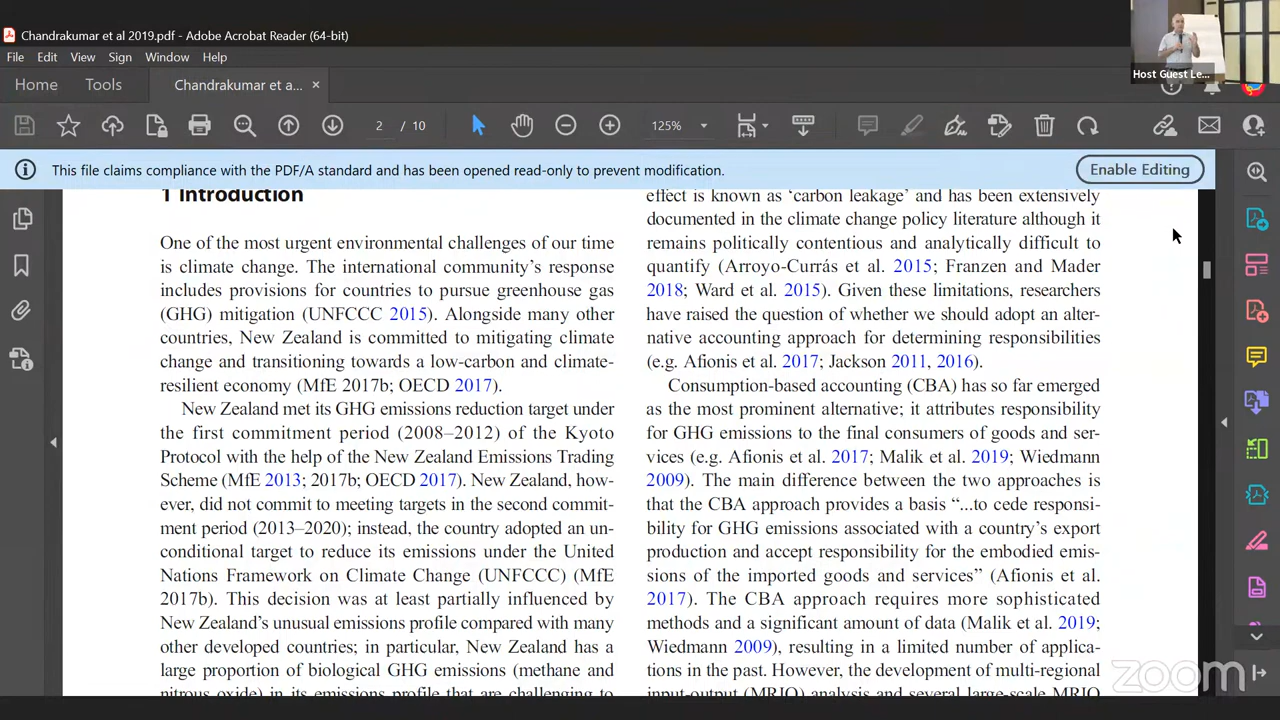 Chandrakumar et al 2019.pdf - Adobe Acrobat Reader (64-bit)
File Edit View Sign Window Help
Host Guest Le...
Home Tools Chandrakumar et a... ×
2 / 10 125%
This file claims compliance with the PDF/A standard and has been opened read-only to prevent modification. Enable Editing
1 Introduction
One of the most urgent environmental challenges of our time
is climate change. The international community's response
includes provisions for countries to pursue greenhouse gas
(GHG) mitigation (UNFCCC 2015). Alongside many other
countries, New Zealand is committed to mitigating climate
change and transitioning towards a low-carbon and climate-
resilient economy (MfE 2017b; OECD 2017).
New Zealand met its GHG emissions reduction target under
the first commitment period (2008–2012) of the Kyoto
Protocol with the help of the New Zealand Emissions Trading
Scheme (MfE 2013; 2017b; OECD 2017). New Zealand, how-
ever, did not commit to meeting targets in the second commit-
ment period (2013–2020); instead, the country adopted an un-
conditional target to reduce its emissions under the United
Nations Framework on Climate Change (UNFCCC) (MfE
2017b). This decision was at least partially influenced by
New Zealand's unusual emissions profile compared with many
other developed countries; in particular, New Zealand has a
large proportion of biological GHG emissions (methane and
nitrous oxide) in its emissions profile that are challenging to
effect is known as 'carbon leakage' and has been extensively
documented in the climate change policy literature although it
remains politically contentious and analytically difficult to
quantify (Arroyo-Currás et al. 2015; Franzen and Mader
2018; Ward et al. 2015). Given these limitations, researchers
have raised the question of whether we should adopt an alter-
native accounting approach for determining responsibilities
(e.g. Afionis et al. 2017; Jackson 2011, 2016).
Consumption-based accounting (CBA) has so far emerged
as the most prominent alternative; it attributes responsibility
for GHG emissions to the final consumers of goods and ser-
vices (e.g. Afionis et al. 2017; Malik et al. 2019; Wiedmann
2009). The main difference between the two approaches is
that the CBA approach provides a basis “...to cede responsi-
bility for GHG emissions associated with a country's export
production and accept responsibility for the embodied emis-
sions of the imported goods and services” (Afionis et al.
2017). The CBA approach requires more sophisticated
methods and a significant amount of data (Malik et al. 2019;
Wiedmann 2009), resulting in a limited number of applica-
tions in the past. However, the development of multi-regional
input-output (MRIO) analysis and several large-scale MRIO
zoom